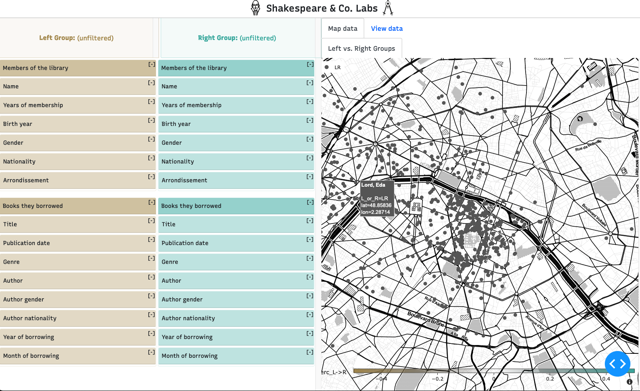 Shakespeare & Co. Labs
Left Group: (unfiltered)
Right Group: (unfiltered)
Map data
View data
Left vs. Right Groups
Members of the library [-]
Name [-]
Years of membership [-]
Birth year [-]
Gender [-]
Nationality [-]
Arrondissement [-]
Books they borrowed [-]
Title [-]
Publication date [-]
Genre [-]
Author [-]
Author gender [-]
Author nationality [-]
Year of borrowing [-]
Month of borrowing [-]
Members of the library [-]
Name [-]
Years of membership [-]
Birth year [-]
Gender [-]
Nationality [-]
Arrondissement [-]
Books they borrowed [-]
Title [-]
Publication date [-]
Genre [-]
Author [-]
Author gender [-]
Author nationality [-]
Year of borrowing [-]
Month of borrowing [-]
LR
Lord, Eda
L_or_R=LR
lat=48.85836
lon=2.28714
rc_L->R
−0.2
0.2
0.4